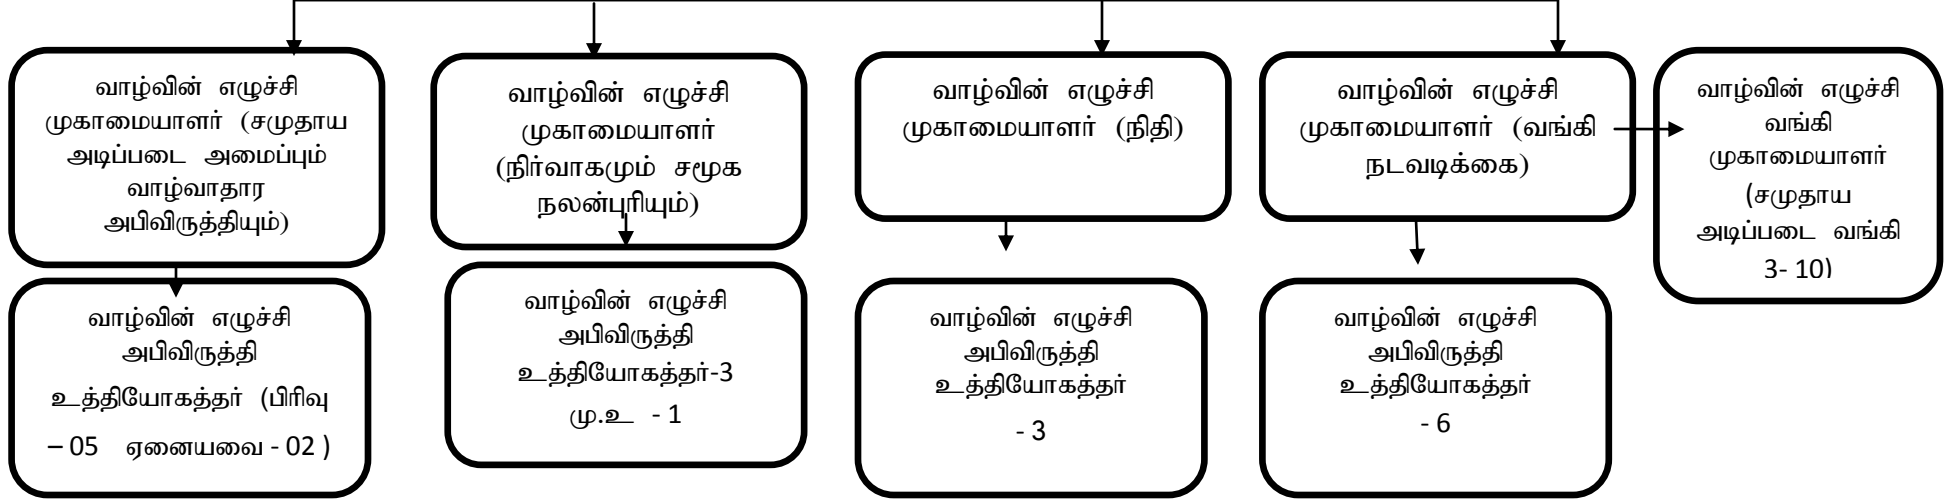 வாழ்வின் எழுச்சி
முகாமையாளர் (சமுதாய
அடிப்படை அமைப்பும்
வாழ்வாதார
அபிவிருத்தியும்)
வாழ்வின் எழுச்சி
முகாமையாளர்
(நிர்வாகமும் சமூக
நலன்புரியும்)
வாழ்வின் எழுச்சி
முகாமையாளர் (நிதி)
வாழ்வின் எழுச்சி
முகாமையாளர் (வங்கி
நடவடிக்கை)
வாழ்வின் எழுச்சி
வங்கி
முகாமையாளர்
(சமுதாய
அடிப்படை வங்கி
3- 10)
வாழ்வின் எழுச்சி
அபிவிருத்தி
உத்தியோகத்தர் (பிரிவு
– 05 ஏனையவை - 02 )
வாழ்வின் எழுச்சி
அபிவிருத்தி
உத்தியோகத்தர்-3
மு.உ - 1
வாழ்வின் எழுச்சி
அபிவிருத்தி
உத்தியோகத்தர்
- 3
வாழ்வின் எழுச்சி
அபிவிருத்தி
உத்தியோகத்தர்
- 6